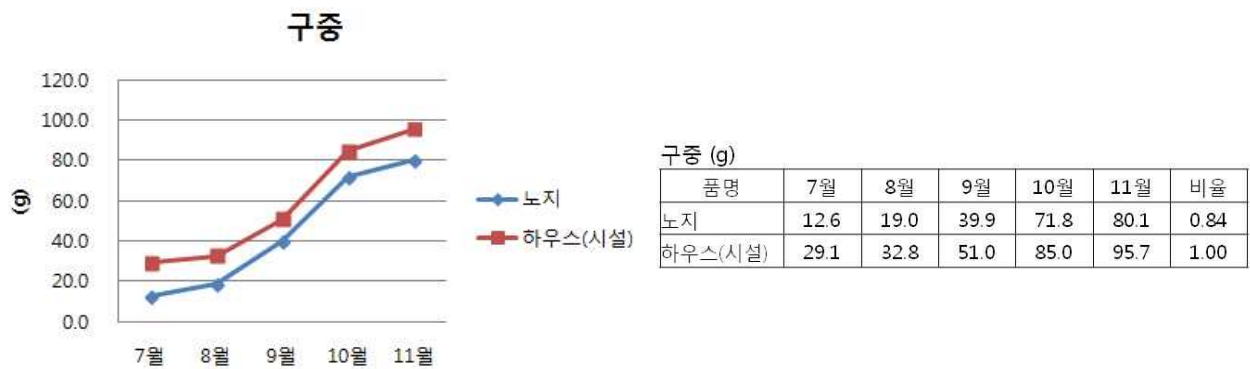 구중
120.0
100.0
80.0
60.0
40.0
20.0
0.0
(g)
7월 8월 9월 10월 11월
노지
하우스(시설)
구중 (g)
품명 7월 8월 9월 10월 11월 비율
노지 12.6 19.0 39.9 71.8 80.1 0.84
하우스(시설) 29.1 32.8 51.0 85.0 95.7 1.00